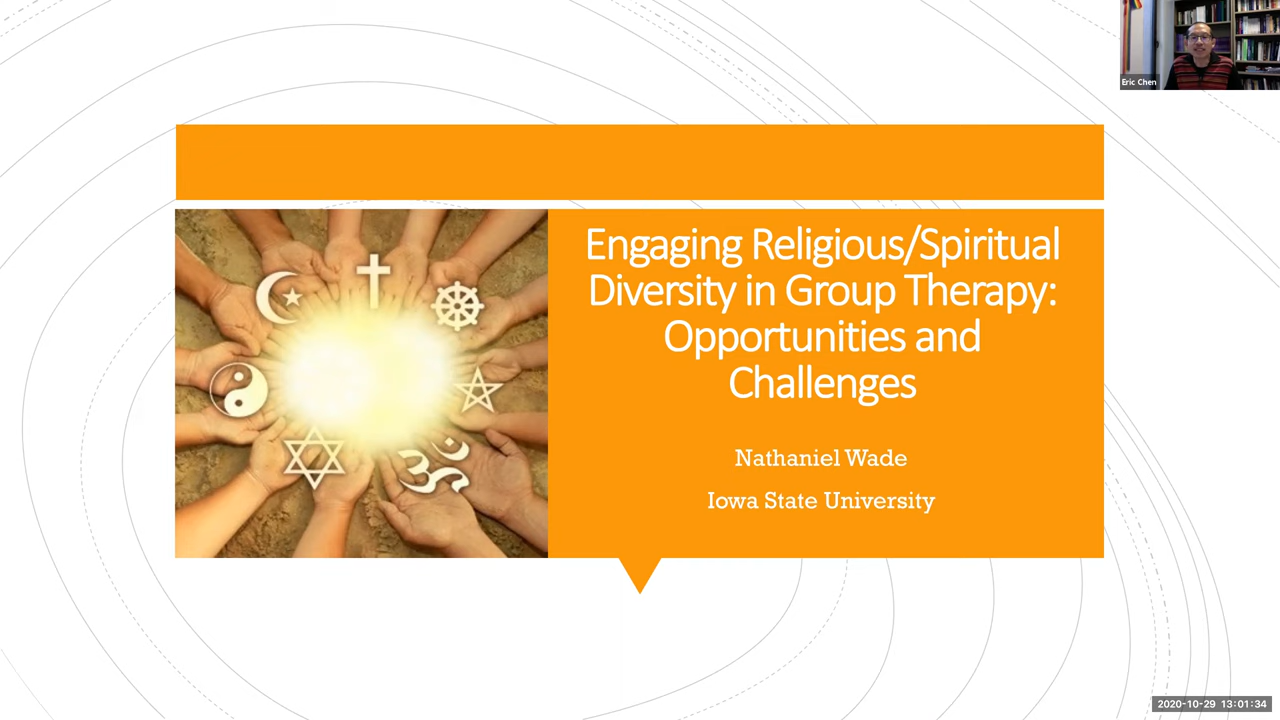 Eric Chen
Engaging Religious/Spiritual
Diversity in Group Therapy:
Opportunities and
Challenges
Nathaniel Wade
Iowa State University
2020-10-29 13:01:34